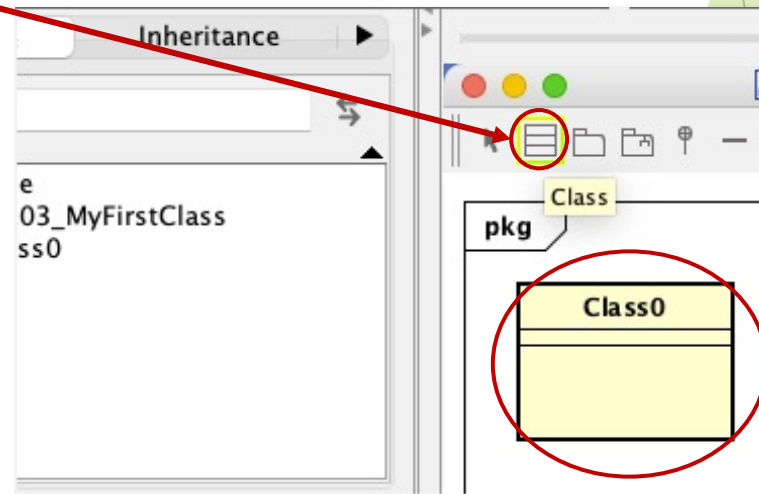 Inheritance
e
03_MyFirstClass
ss0
Class
pkg
Class0